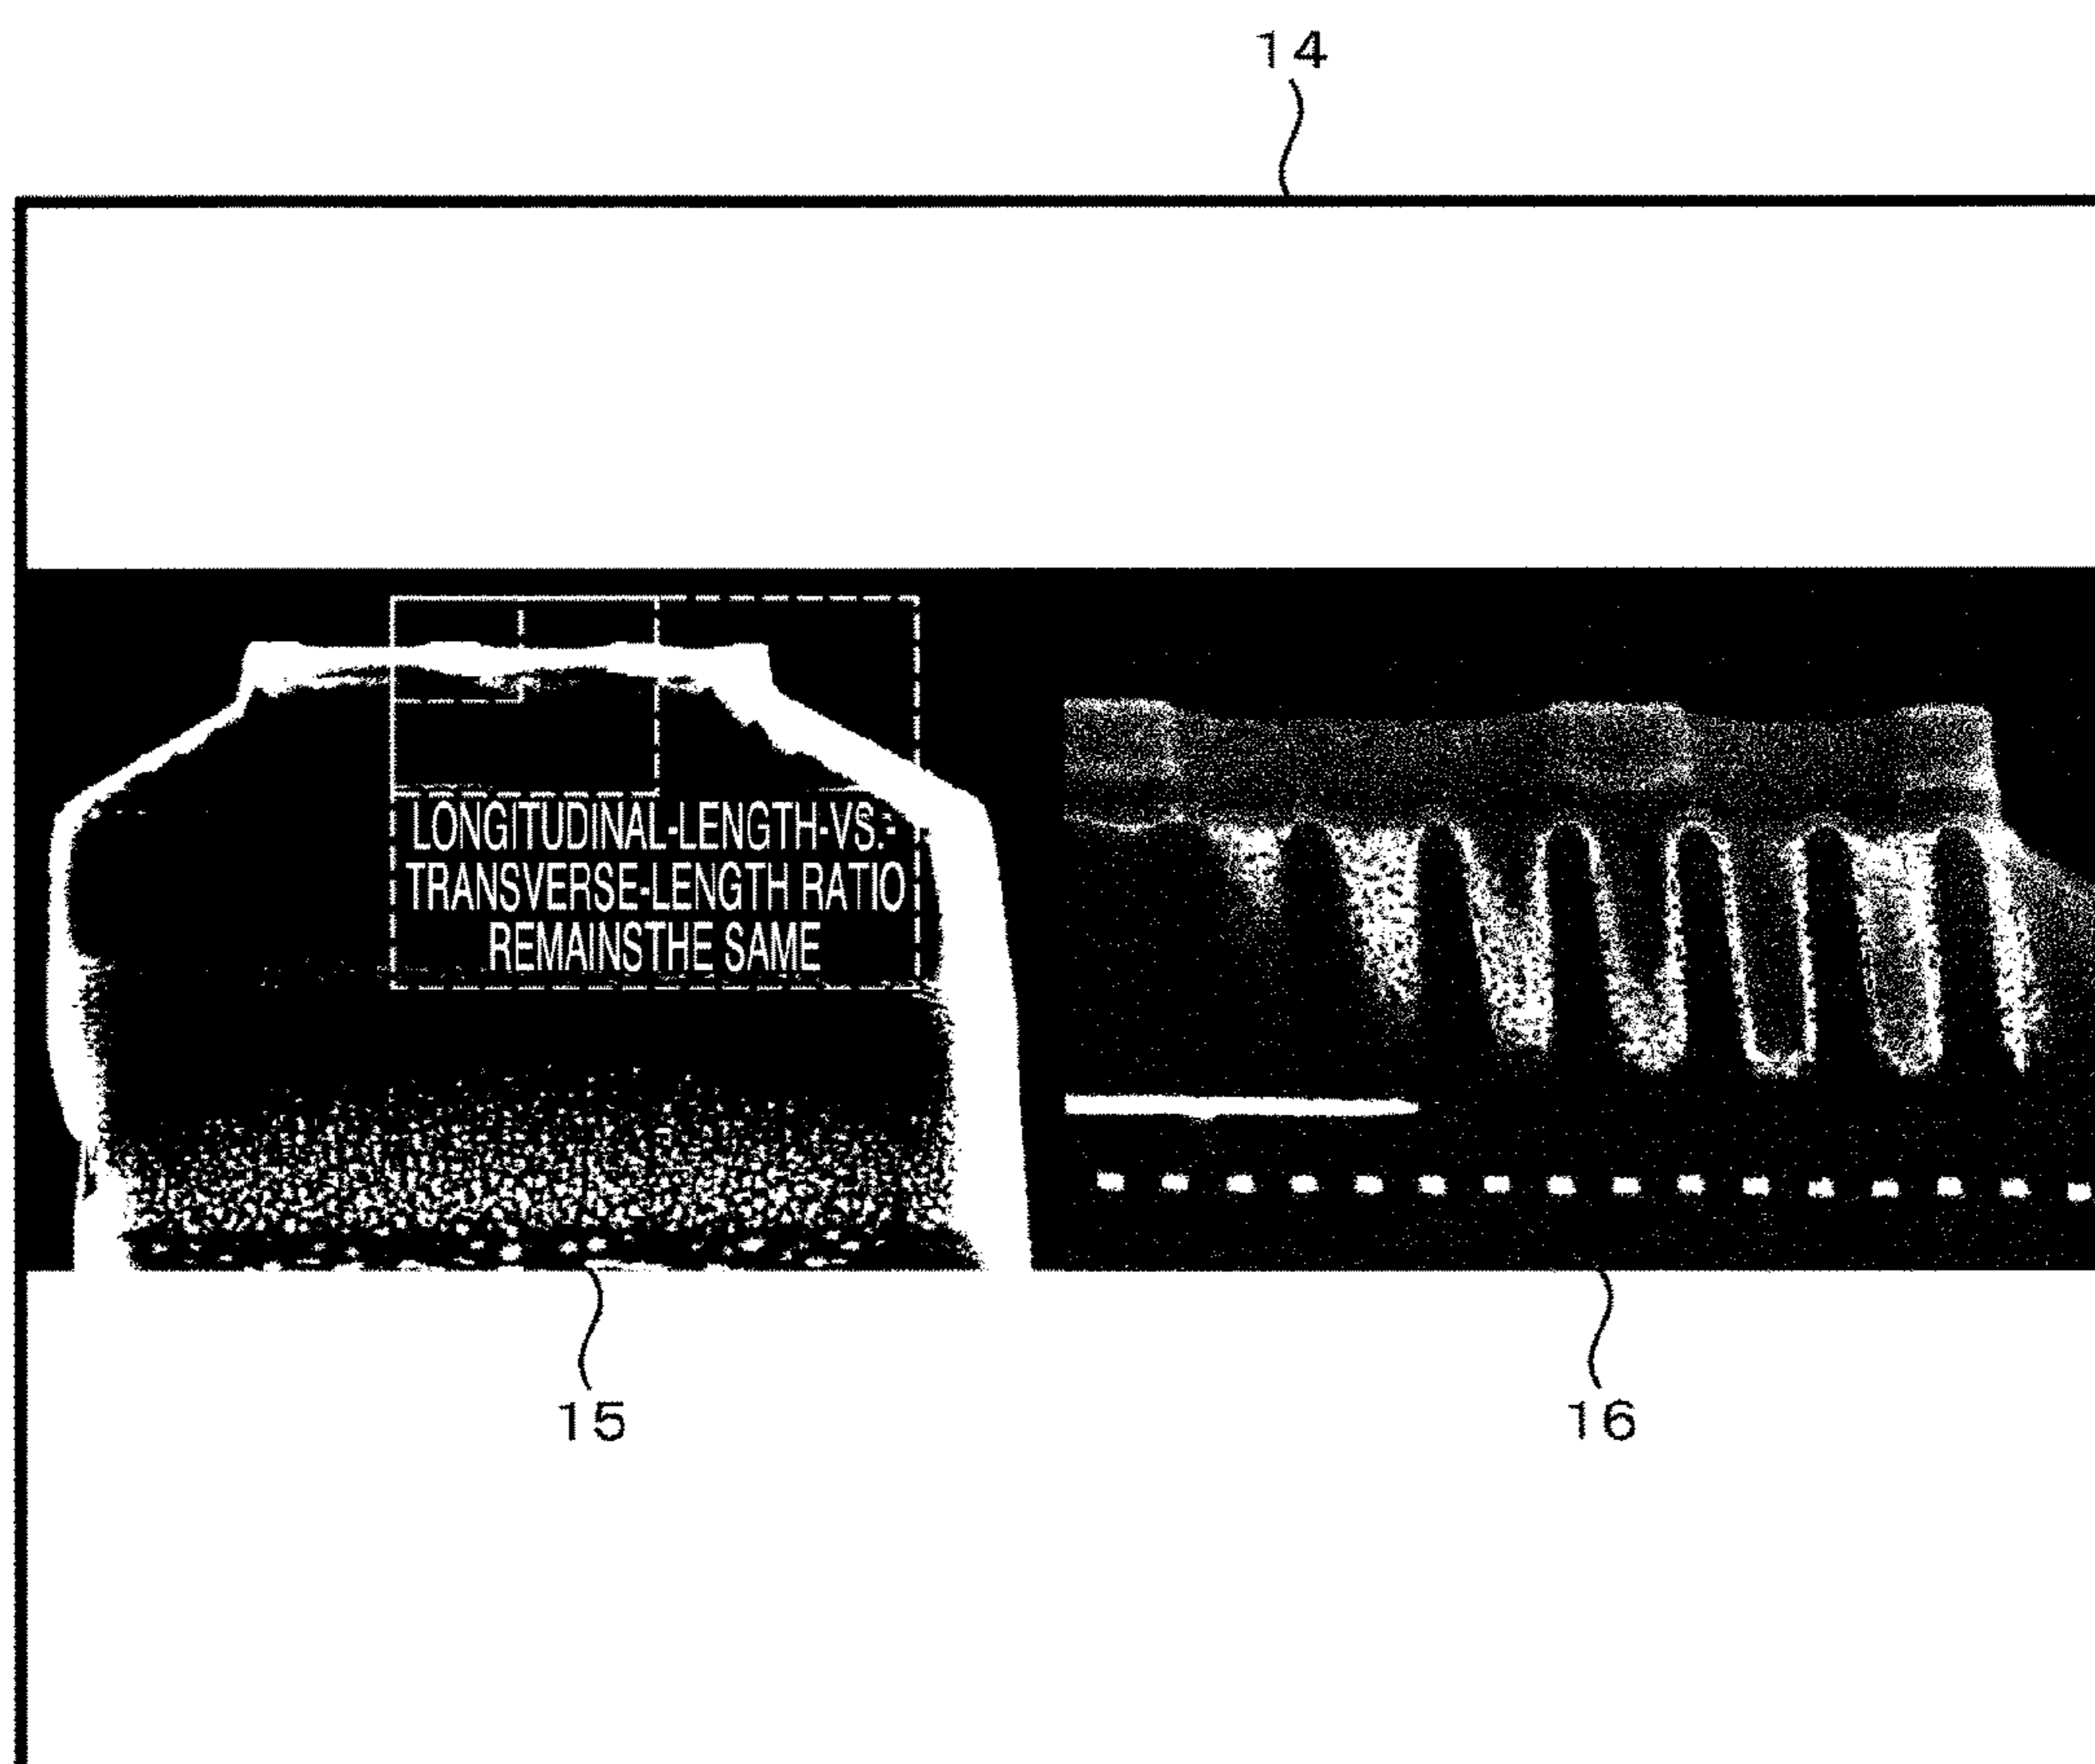 14
LONGITUDINAL-LENGTH-VS.-
TRANSVERSE-LENGTH RATIO
REMAINSTHE SAME
15
16